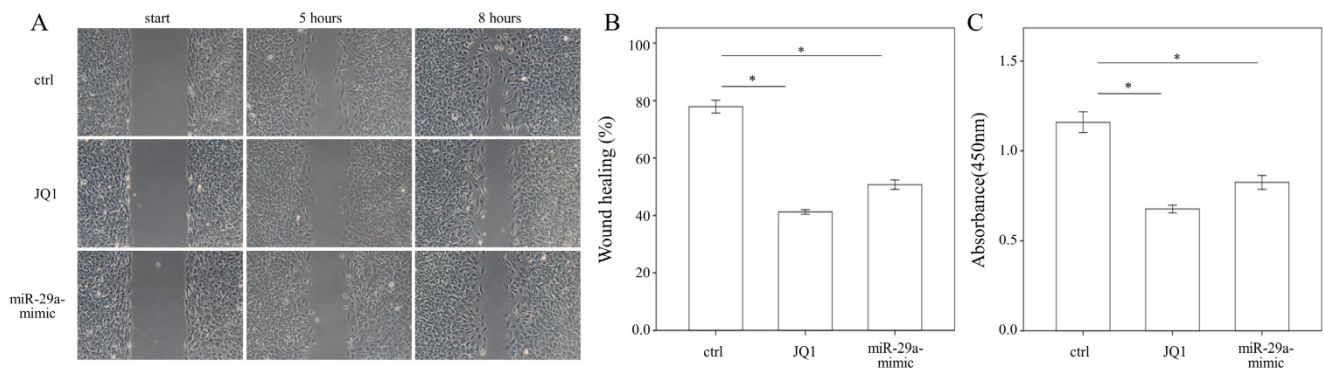 A
start
5 hours
8 hours
ctrl
JQ1
miR-29a-
mimic
B
Wound healing (%)
100
80
60
40
20
0.0
*
*
ctrl
JQ1
miR-29a-
mimic
C
Absorbance(450nm)
1.5
1.0
0.5
0.0
*
*
ctrl
JQ1
miR-29a-
mimic